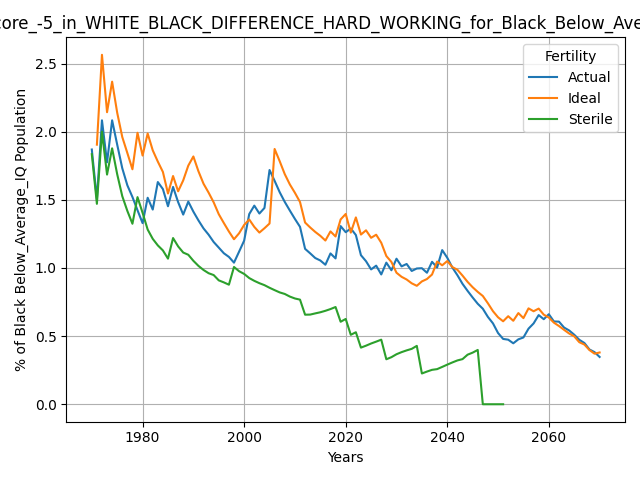 core_-5_in_WHITE_BLACK_DIFFERENCE_HARD_WORKING_for_Black_Below_Ave
Fertility
Actual
Ideal
Sterile
% of Black Below_Average_IQ Population
2.5
2.0
1.5
1.0
0.5
0.0
1980 2000 2020 2040 2060
Years